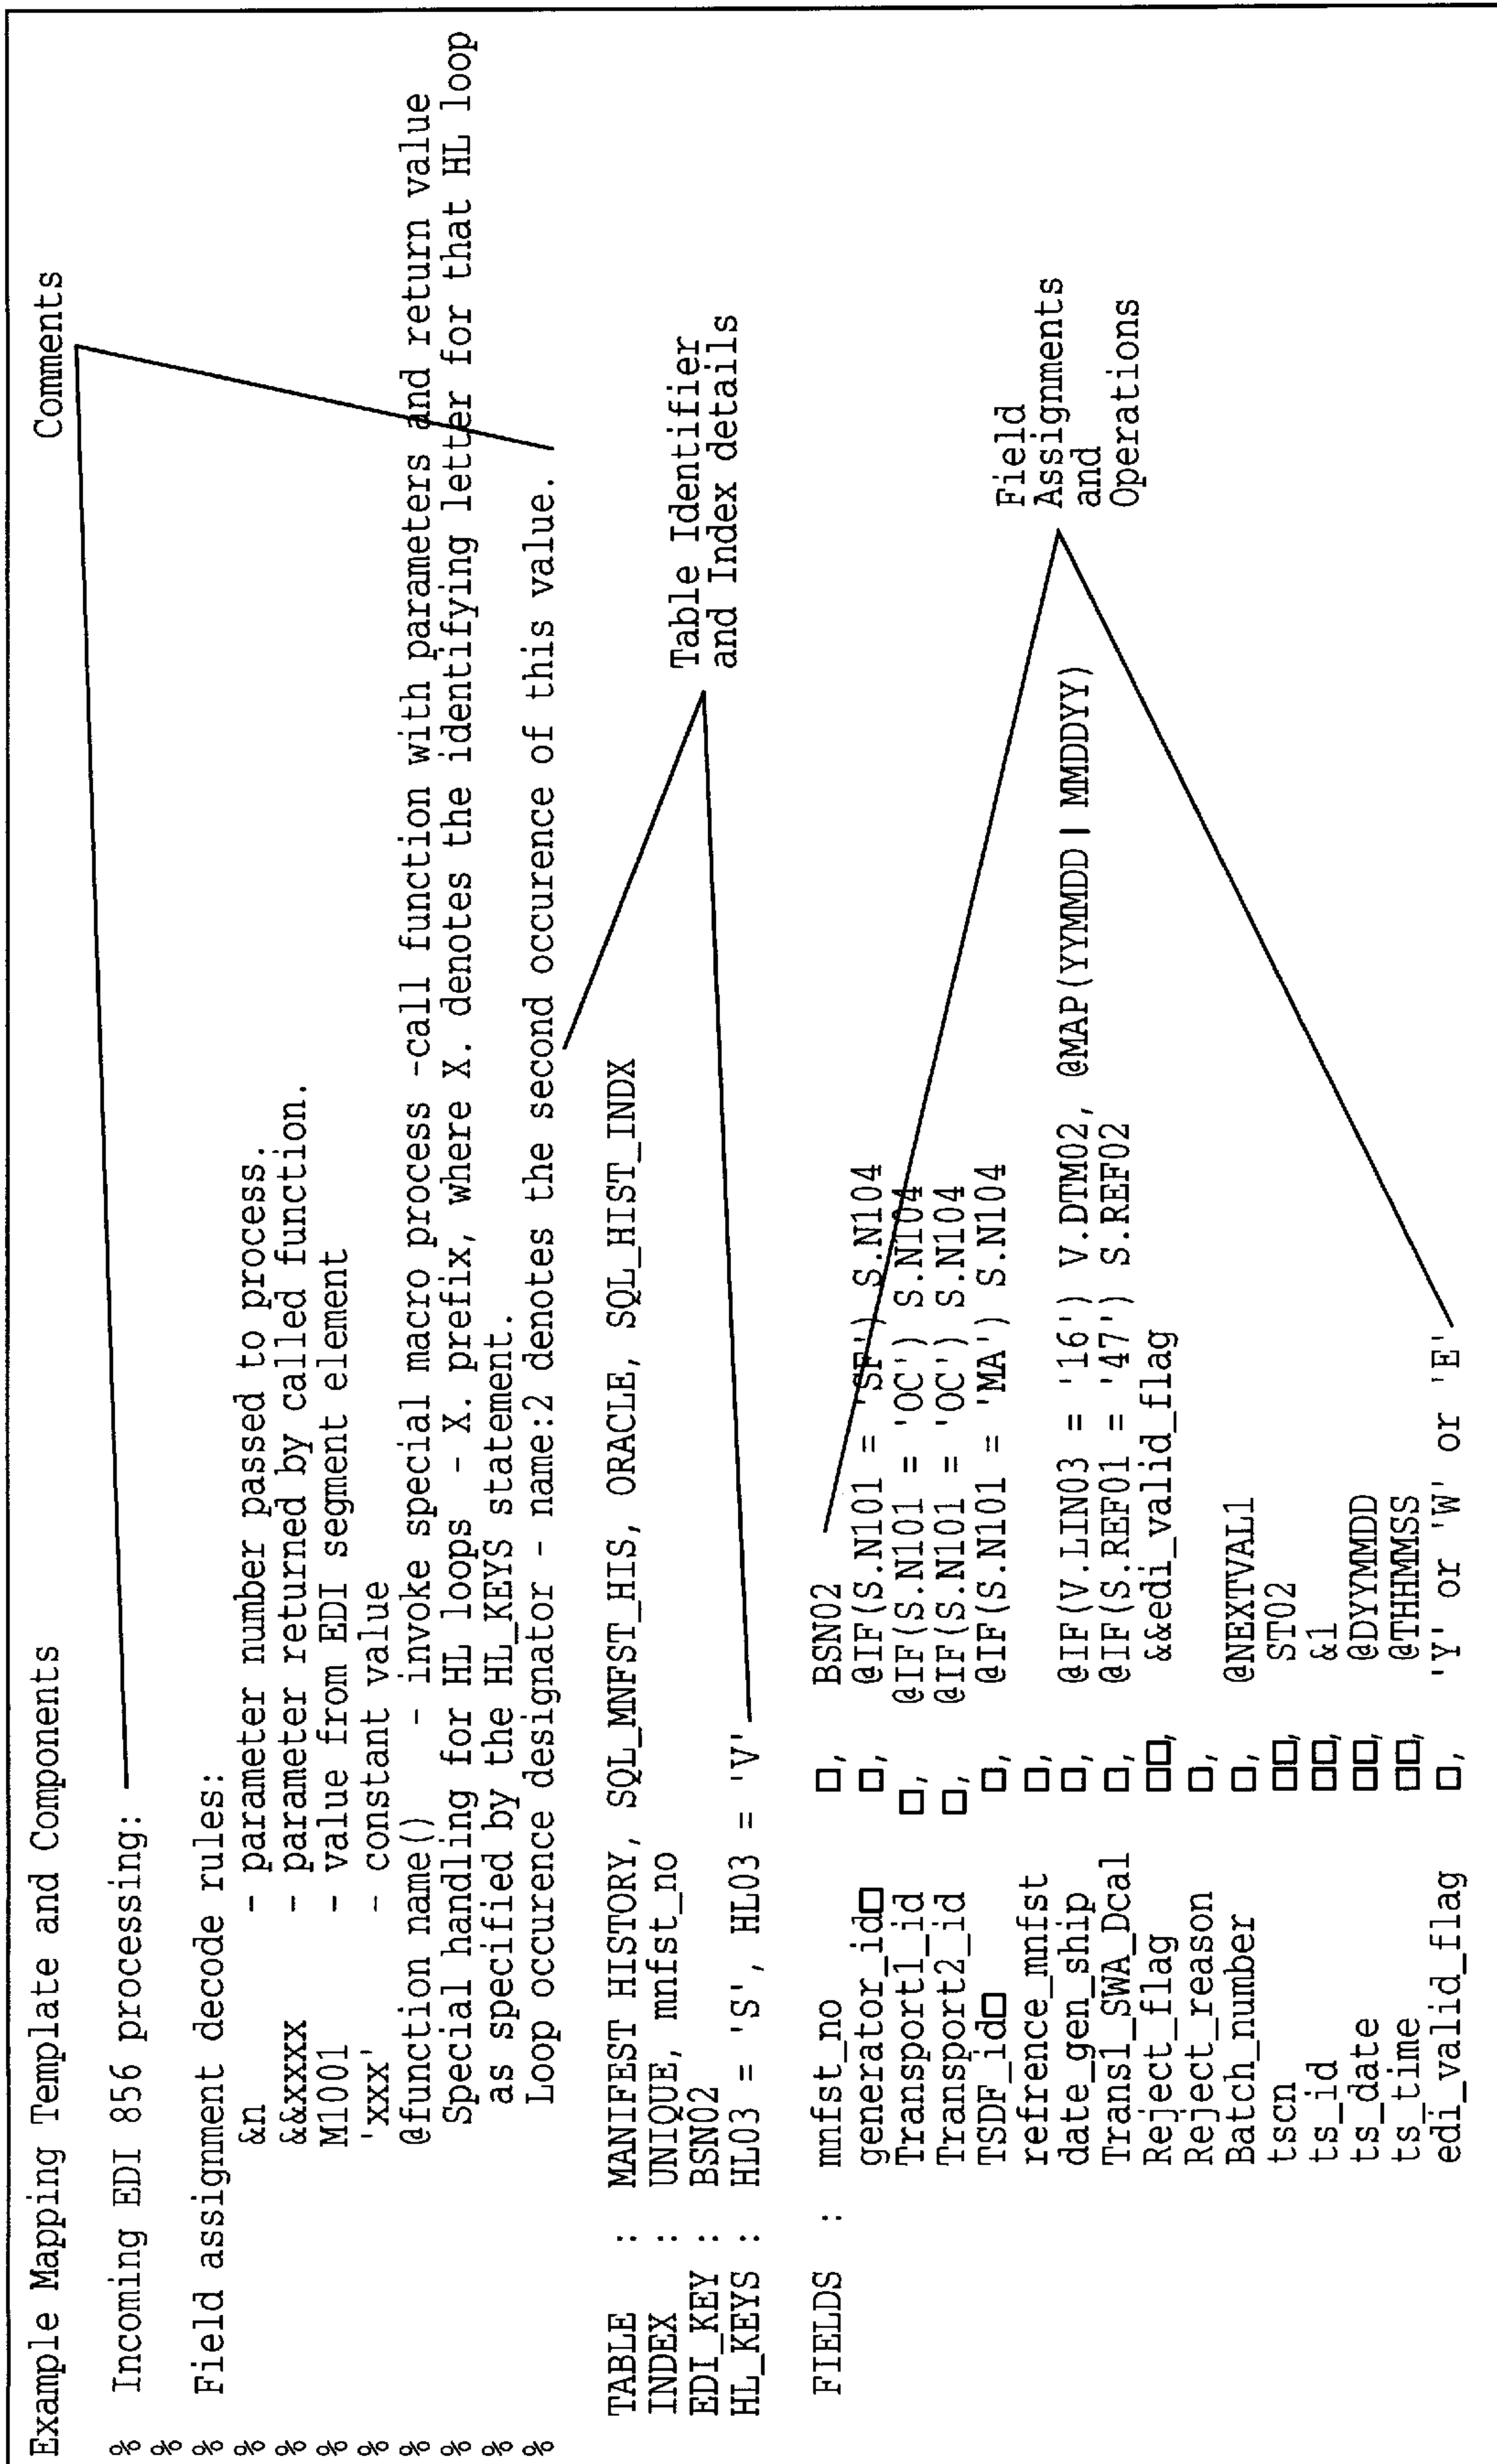 Example Mapping Template and Components
Comments
% Incoming EDI 856 processing:
%
% Field assignment decode rules:
% &n - parameter number passed to process.
% &&xxxx - parameter returned by called function.
% M1001 - value from EDI segment element
% 'xxx' - constant value
% @function name() - invoke special macro process -call function with parameters and return value
% Special handling for HL loops - X. prefix, where X. denotes the identifying letter for that HL loop
% as specified by the HL_KEYS statement.
% Loop occurence designator - name:2 denotes the second occurence of this value.
Table Identifier
and Index details
TABLE : MANIFEST HISTORY, SQL_MNFST_HIS, ORACLE, SQL_HIST_INDX
INDEX : UNIQUE, mnfst_no
EDI_KEY : BSN02
HL_KEYS : HL03 = 'S', HL03 = 'V'
Field
Assignments
and
Operations
FIELDS : mnfst_no □, BSN02
generator_id□ □, @IF(S.N101 = 'SF') S.N104
Transport1_id □, @IF(S.N101 = 'OC') S.N104
Transport2_id □, @IF(S.N101 = 'OC') S.N104
TSDF_id□ □, @IF(S.N101 = 'MA') S.N104
refrence_mnfst □,
date_gen_ship □, @IF(V.LIN03 = '16') V.DTM02, @MAP(YYMMDD | MMDDYY)
Trans1_SWA_Dcal □, @IF(S.REF01 = '47') S.REF02
Reject_flag □□, &&edi_valid_flag
Reject_reason □,
Batch_number □, @NEXTVAL1
tscn □□, ST02
ts_id □□, &1
ts_date □□, @DYYMMDD
ts_time □□, @THHMMSS
edi_valid_flag □, 'Y' or 'W' or 'E'